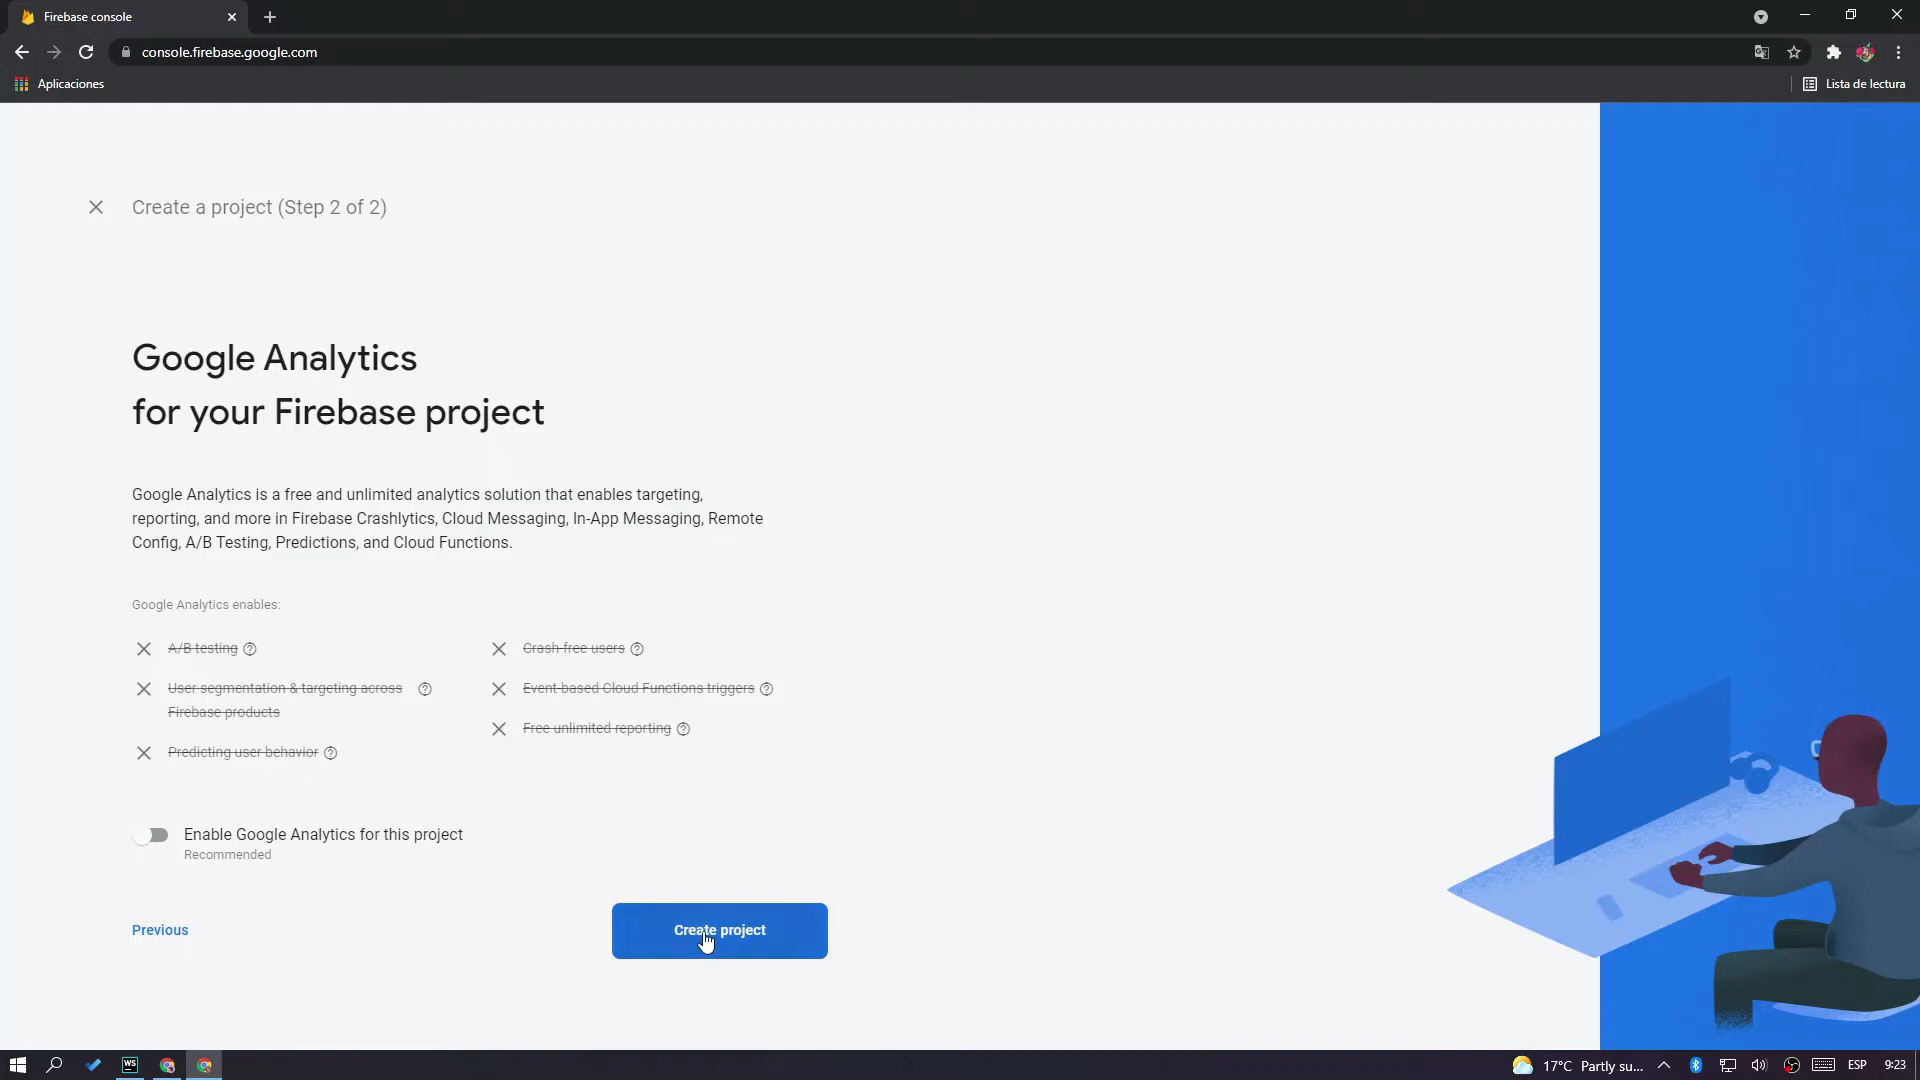 Firebase console
console.firebase.google.com
Aplicaciones
Lista de lectura
Create a project (Step 2 of 2)
Google Analytics
for your Firebase project
Google Analytics is a free and unlimited analytics solution that enables targeting,
reporting, and more in Firebase Crashlytics, Cloud Messaging, In-App Messaging, Remote
Config, A/B Testing, Predictions, and Cloud Functions.
Google Analytics enables:
A/B testing
Crash-free users
User segmentation & targeting across
Firebase products
Event-based Cloud Functions triggers
Free unlimited reporting
Predicting user behavior
Enable Google Analytics for this project
Recommended
Previous
Create project
WS
17°C Partly su...
ESP
9:23